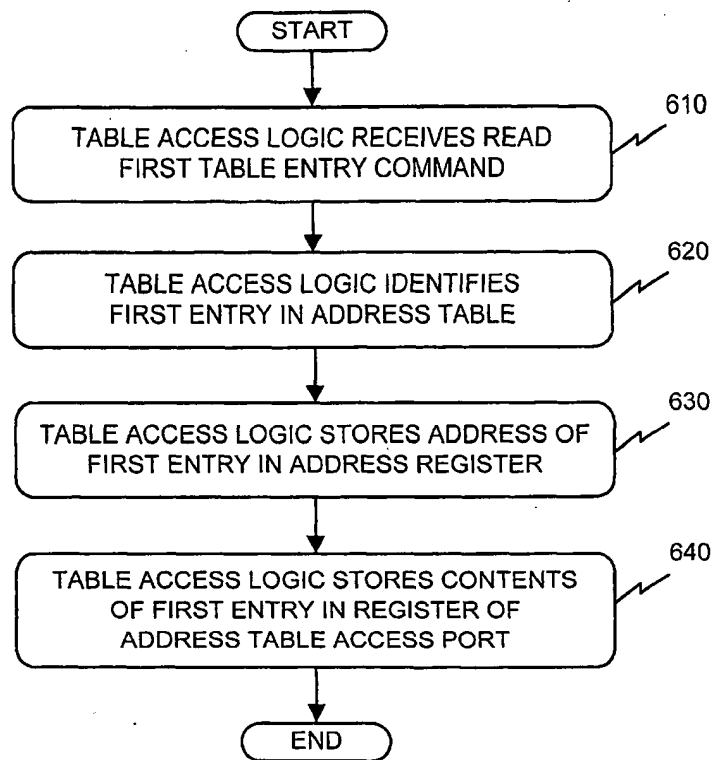 START
610
TABLE ACCESS LOGIC RECEIVES READ
FIRST TABLE ENTRY COMMAND
620
TABLE ACCESS LOGIC IDENTIFIES
FIRST ENTRY IN ADDRESS TABLE
630
TABLE ACCESS LOGIC STORES ADDRESS OF
FIRST ENTRY IN ADDRESS REGISTER
640
TABLE ACCESS LOGIC STORES CONTENTS
OF FIRST ENTRY IN REGISTER OF
ADDRESS TABLE ACCESS PORT
END